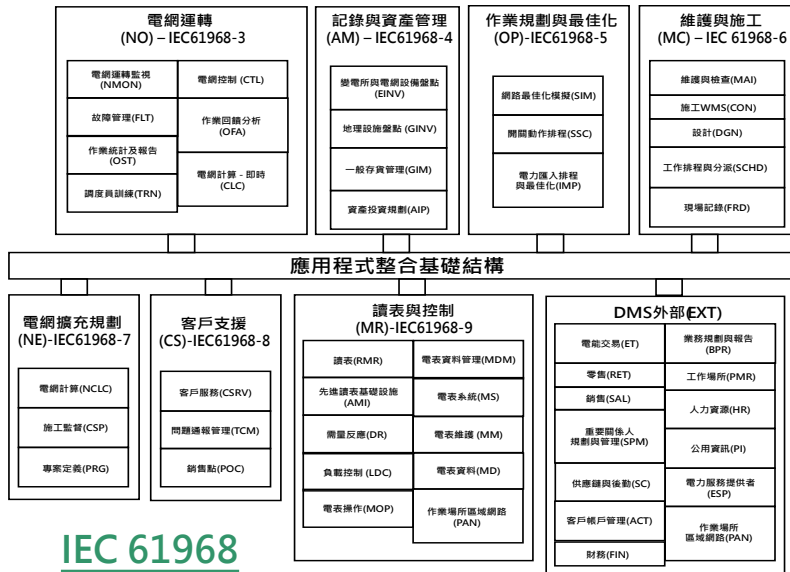 電網運轉
(NO) – IEC61968-3
電網運轉監視
(NMON)
故障管理(FLT)
作業統計及報告
(OST)
調度員訓練(TRN)
電網控制 (CTL)
作業回饋分析
(OFA)
電網計算 - 即時
(CLC)
記錄與資產管理
(AM) – IEC61968-4
變電所與電網設備盤點
(EINV)
地理設施盤點 (GINV)
一般存貨管理(GIM)
資產投資規劃(AIP)
作業規劃與最佳化
(OP)-IEC61968-5
網路最佳化模擬(SIM)
開關動作排程(SSC)
電力匯入排程
與最佳化(IMP)
維護與施工
(MC) – IEC 61968-6
維護與檢查(MAI)
施工WMS(CON)
設計(DGN)
工作排程與分派(SCHD)
現場記錄(FRD)
應用程式整合基礎結構
電網擴充規劃
(NE)-IEC61968-7
電網計算(NCLC)
施工監督(CSP)
專案定義(PRG)
客戶支援
(CS)-IEC61968-8
客戶服務(CSRV)
問題通報管理(TCM)
銷售點(POC)
讀表與控制
(MR)-IEC61968-9
讀表(RMR)
先進讀表基礎設施
(AMI)
需量反應(DR)
負載控制 (LDC)
電表操作(MOP)
電表資料管理(MDM)
電表系統(MS)
電表維護 (MM)
電表資料(MD)
作業場所區域網路
(PAN)
DMS外部(EXT)
電能交易(ET)
零售(RET)
銷售(SAL)
重要關係人
規劃與管理(SPM)
供應鏈與後勤(SC)
客戶帳戶管理(ACT)
財務(FIN)
業務規劃與報告
(BPR)
工作場所(PMR)
人力資源(HR)
公用資訊(PI)
電力服務提供者
(ESP)
作業場所
區域網路(PAN)
IEC 61968